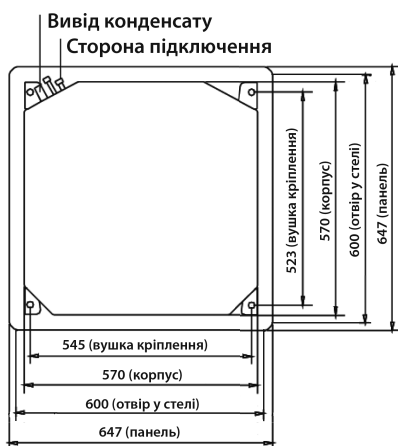 Вивід конденсату
Сторона підключення
523 (вушка кріплення)
570 (корпус)
600 (отвір у стелі)
647 (панель)
545 (вушка кріплення)
570 (корпус)
600 (отвір у стелі)
647 (панель)